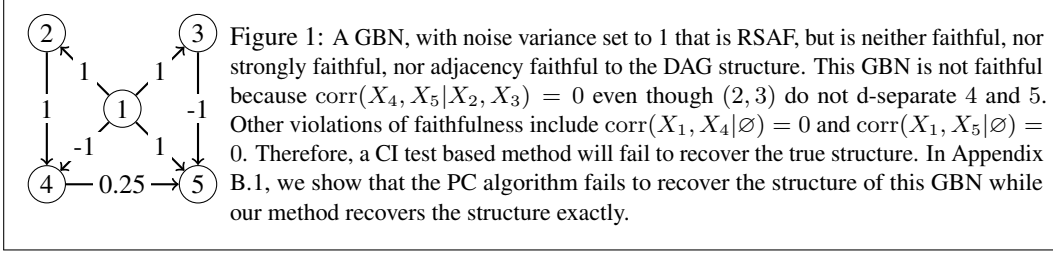 2
3
1
1
1
1
-1
-1
1
4
0.25
5
Figure 1: A GBN, with noise variance set to 1 that is RSAF, but is neither faithful, nor
strongly faithful, nor adjacency faithful to the DAG structure. This GBN is not faithful
because corr(X₄, X₅|X₂, X₃) = 0 even though (2, 3) do not d-separate 4 and 5.
Other violations of faithfulness include corr(X₁, X₄|∅) = 0 and corr(X₁, X₅|∅) =
0. Therefore, a CI test based method will fail to recover the true structure. In Appendix
B.1, we show that the PC algorithm fails to recover the structure of this GBN while
our method recovers the structure exactly.